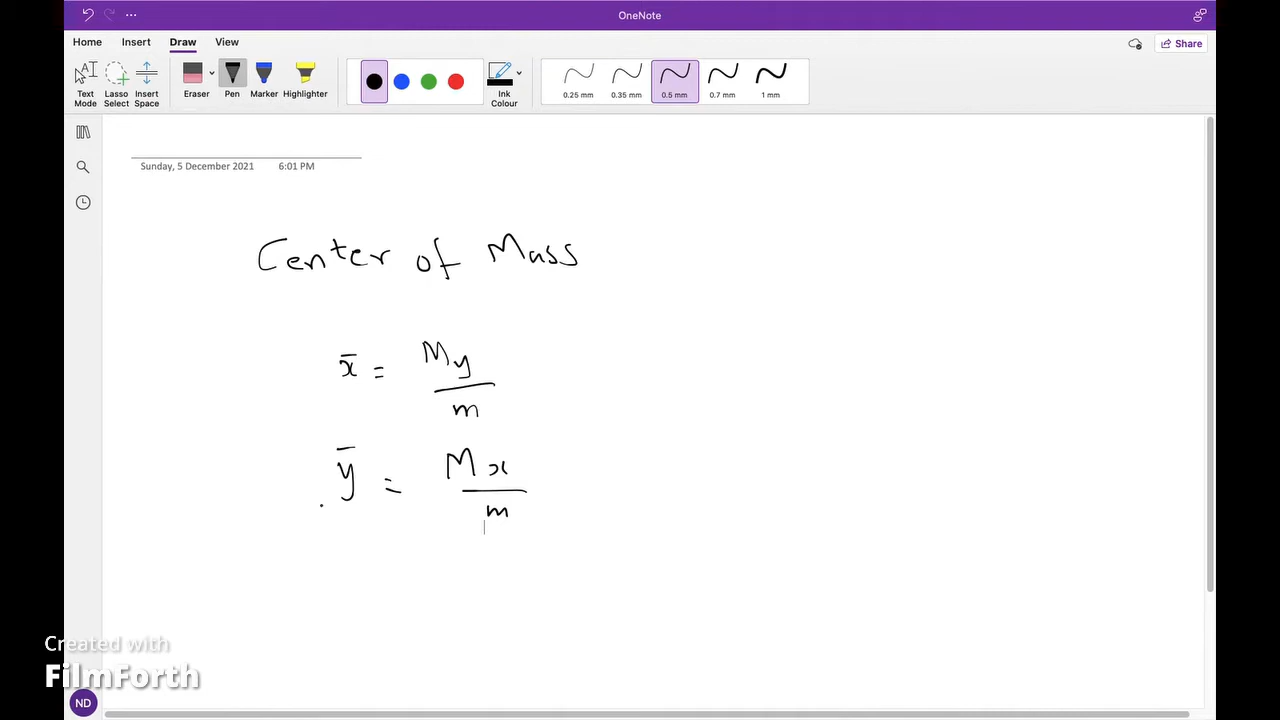 OneNote
Home Insert Draw View
Share
Text Mode Lasso Select Insert Space Eraser Pen Marker Highlighter Ink Colour 0.25 mm 0.35 mm 0.5 mm 0.7 mm 1 mm
Sunday, 5 December 2021 6:01 PM
Center of Mass
x̄ = My
m
ȳ = Mx
m
Created with
FilmForth
ND